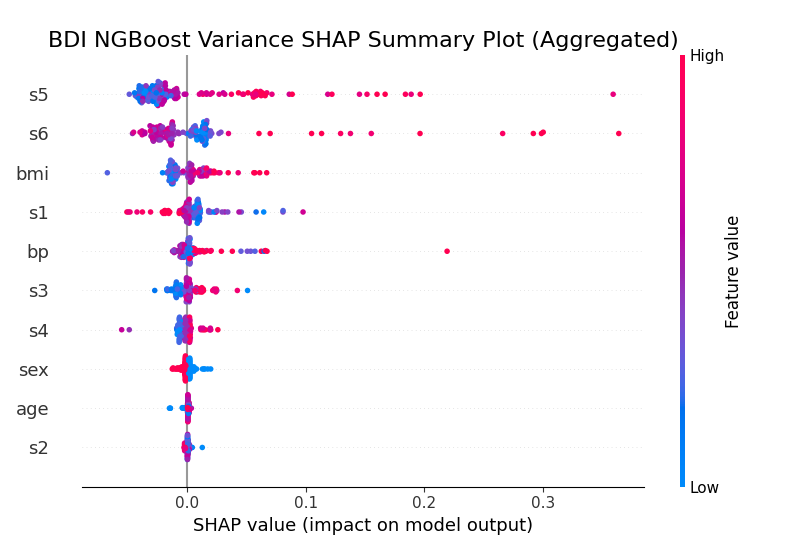 BDI NGBoost Variance SHAP Summary Plot (Aggregated)
High
s5
s6
bmi
s1
bp
s3
s4
sex
age
s2
Feature value
Low
0.0 0.1 0.2 0.3
SHAP value (impact on model output)